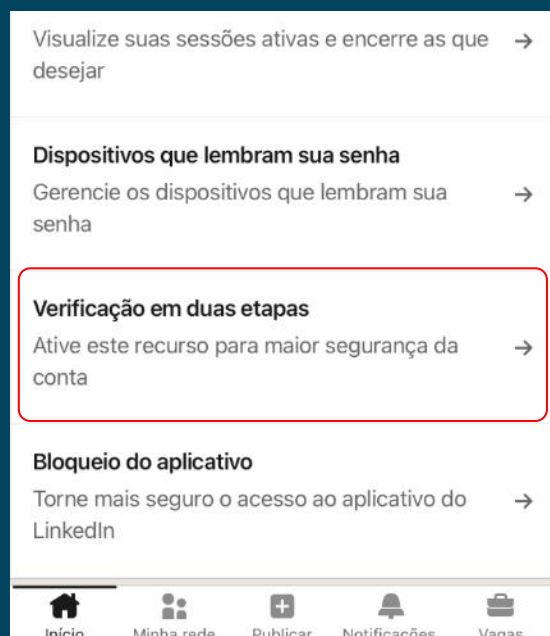 Visualize suas sessões ativas e encerre as que
desejar
Dispositivos que lembram sua senha
Gerencie os dispositivos que lembram sua
senha
Verificação em duas etapas
Ative este recurso para maior segurança da
conta
Bloqueio do aplicativo
Torne mais seguro o acesso ao aplicativo do
LinkedIn
Início Minha rede Publicar Notificações Vagas